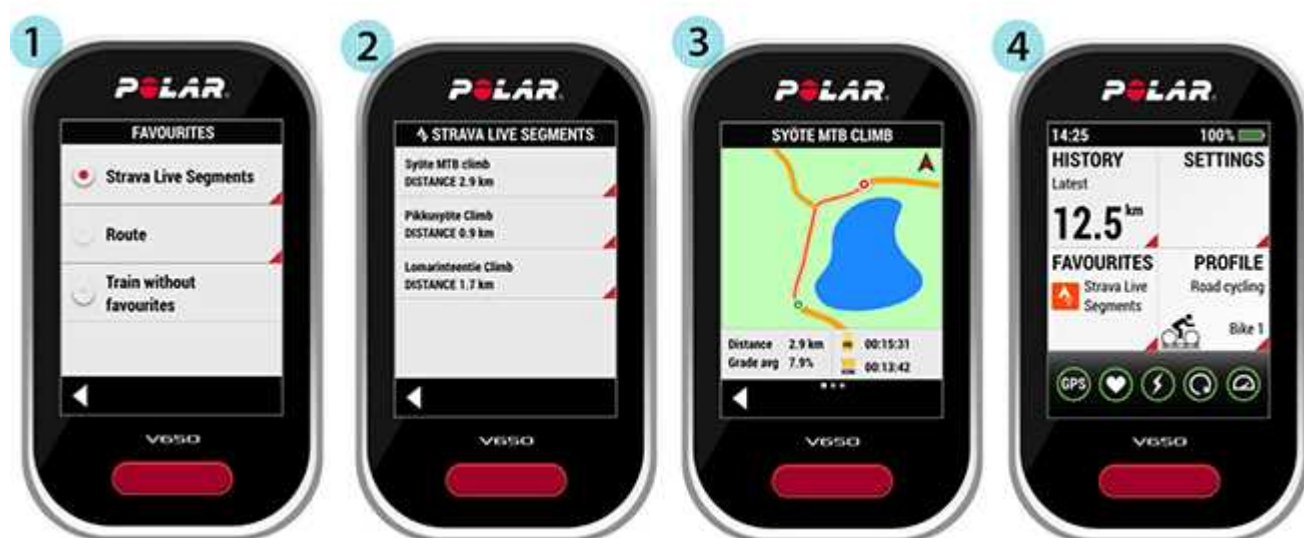 1
POLAR
FAVOURITES
Strava Live Segments
Route
Train without
favourites
V650
2
POLAR
STRAVA LIVE SEGMENTS
Syöte MTB climb
DISTANCE 2.9 km
Pikkusyöte Climb
DISTANCE 0.9 km
Lomarinteentie Climb
DISTANCE 1.7 km
V650
3
POLAR
SYÖTE MTB CLIMB
Distance 2.9 km 00:15:31
Grade avg 7.9% 00:13:42
V650
4
POLAR
14:25 100%
HISTORY SETTINGS
Latest
12.5 km
FAVOURITES PROFILE
Strava Live Road cycling
Segments
Bike 1
GPS
V650